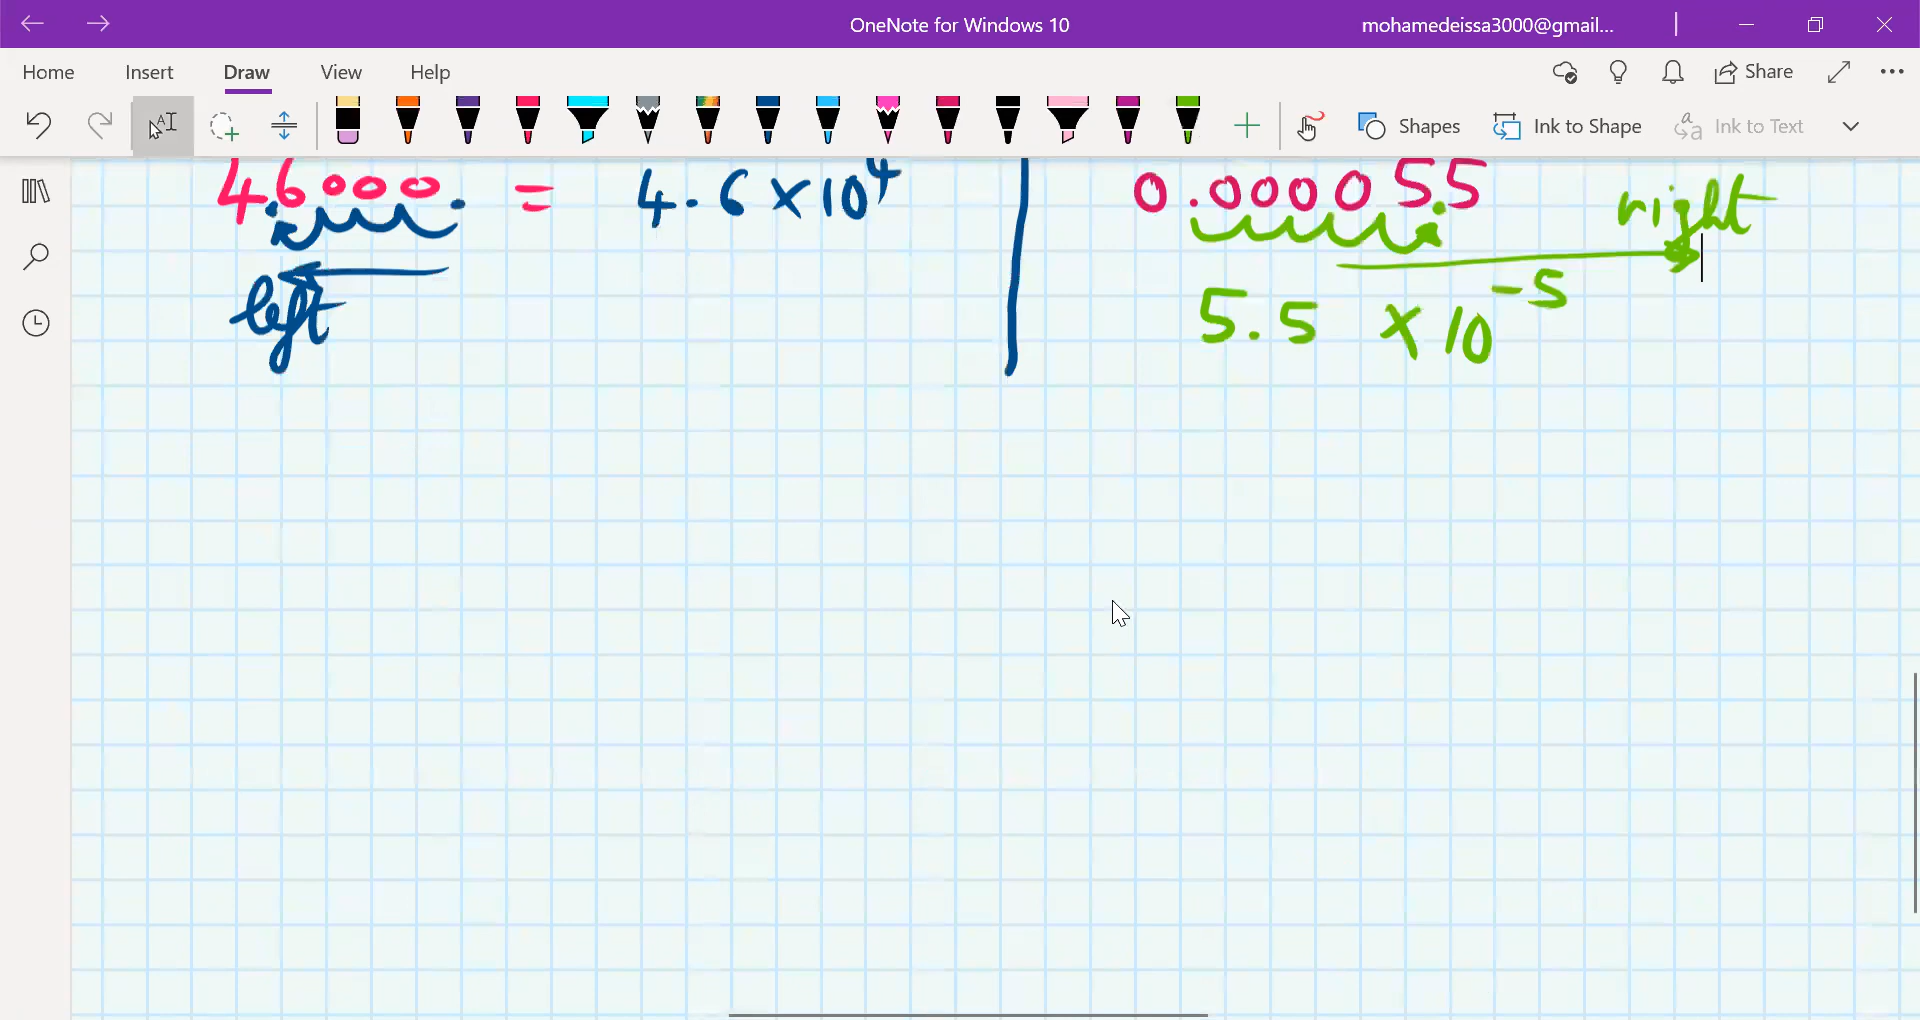 OneNote for Windows 10
mohamedeissa3000@gmail...
Home Insert Draw View Help
Share
Shapes Ink to Shape Ink to Text
46000. = 4.6 × 10⁴
left
0.000055
right
5.5 × 10⁻⁵